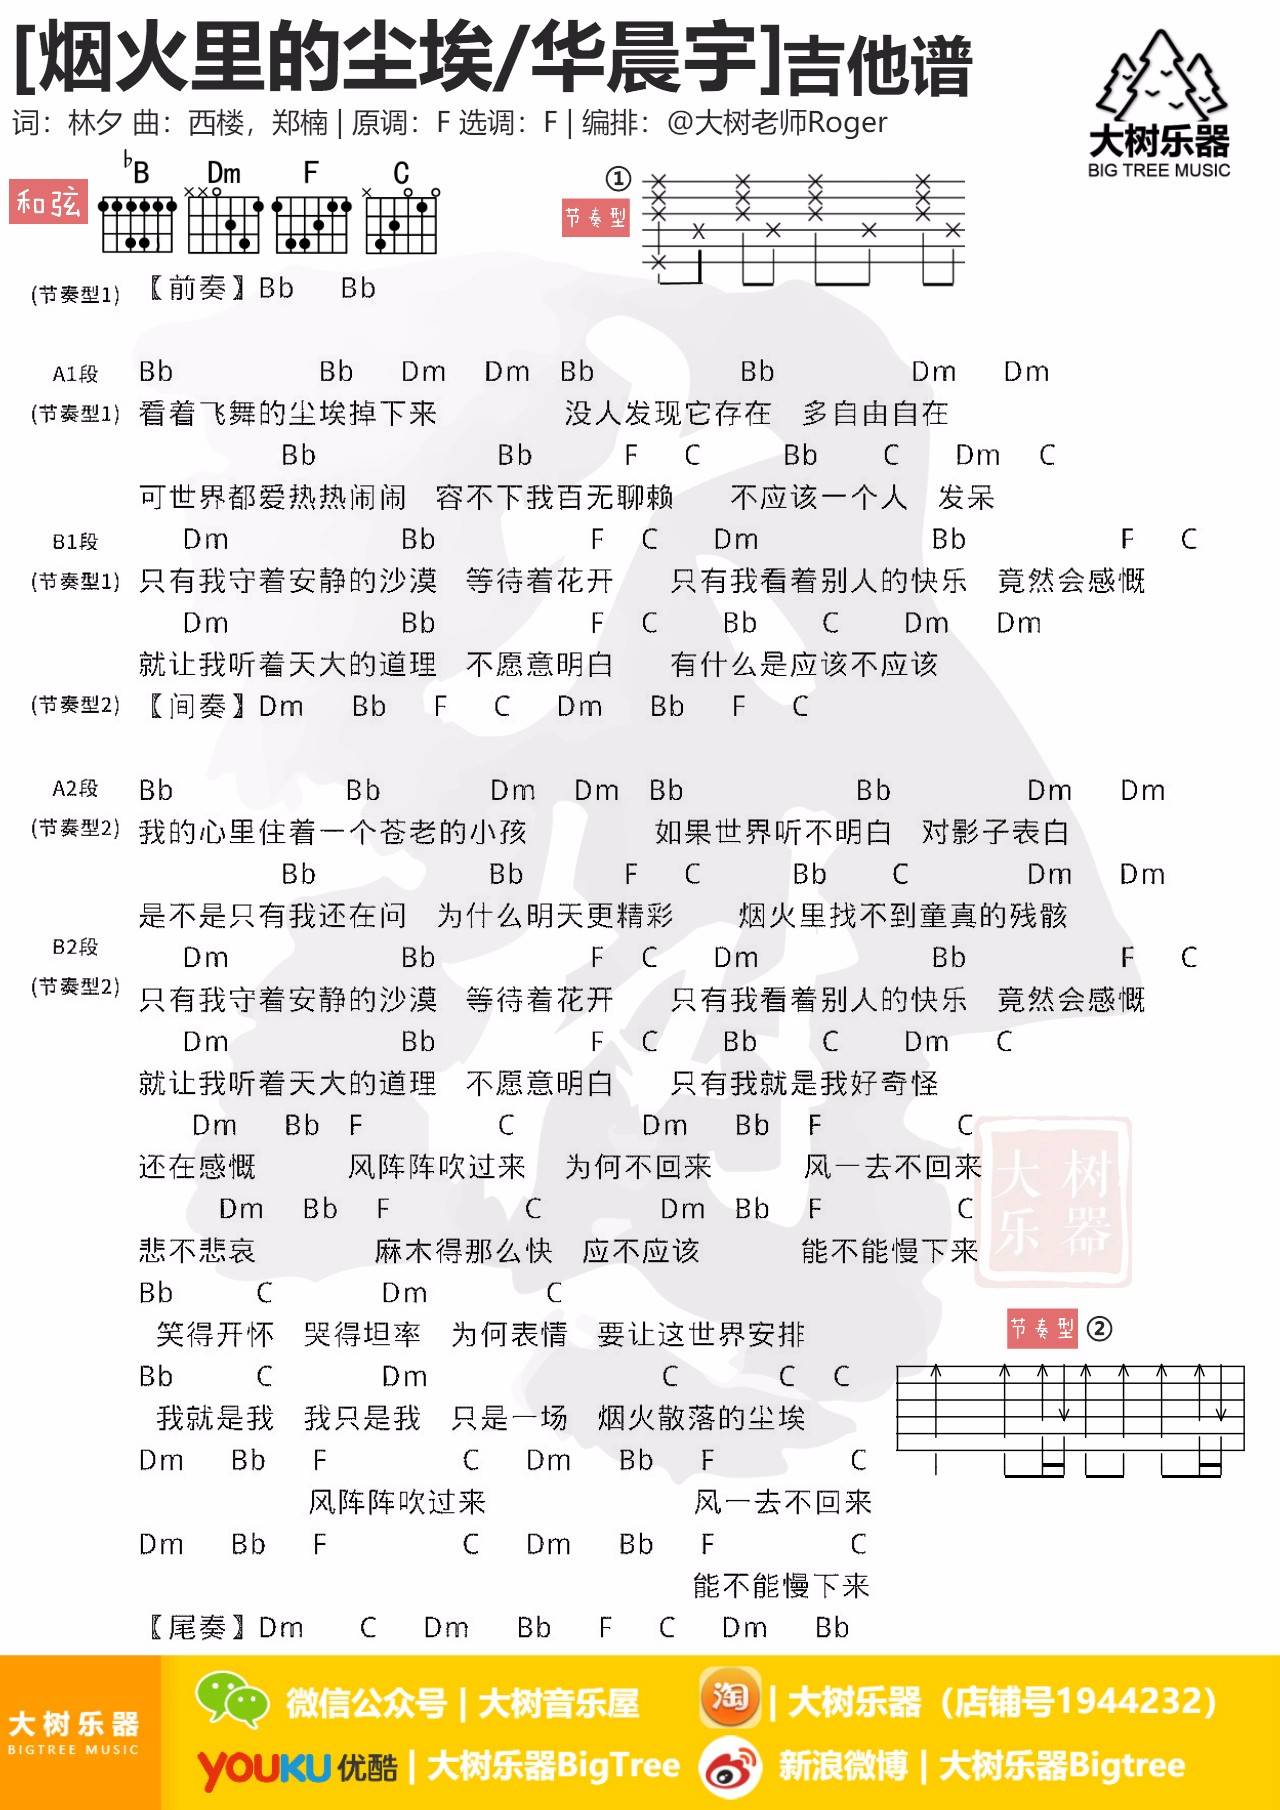 [烟火里的尘埃/华晨宇]吉他谱
词：林夕 曲：西楼，郑楠 | 原调：F 选调：F | 编排：@大树老师Roger
大树乐器
BIG TREE MUSIC
和弦
♭B Dm F C
节奏型 ①
(节奏型1) 【前奏】Bb Bb
A1段 Bb Bb Dm Dm Bb Bb Dm Dm
(节奏型1) 看着飞舞的尘埃掉下来 没人发现它存在 多自由自在
Bb Bb F C Bb C Dm C
可世界都爱热热闹闹 容不下我百无聊赖 不应该一个人 发呆
B1段 Dm Bb F C Dm Bb F C
(节奏型1) 只有我守着安静的沙漠 等待着花开 只有我看着别人的快乐 竟然会感慨
Dm Bb F C Bb C Dm Dm
就让我听着天大的道理 不愿意明白 有什么是应该不应该
(节奏型2) 【间奏】Dm Bb F C Dm Bb F C
A2段 Bb Bb Dm Dm Bb Bb Dm Dm
(节奏型2) 我的心里住着一个苍老的小孩 如果世界听不明白 对影子表白
Bb Bb F C Bb C Dm Dm
是不是只有我还在问 为什么明天更精彩 烟火里找不到童真的残骸
B2段 Dm Bb F C Dm Bb F C
(节奏型2) 只有我守着安静的沙漠 等待着花开 只有我看着别人的快乐 竟然会感慨
Dm Bb F C Bb C Dm C
就让我听着天大的道理 不愿意明白 只有我就是我好奇怪
Dm Bb F C Dm Bb F C
还在感慨 风阵阵吹过来 为何不回来 风一去不回来
Dm Bb F C Dm Bb F C
悲不悲哀 麻木得那么快 应不应该 能不能慢下来
大树
乐器
Bb C Dm C
笑得开怀 哭得坦率 为何表情 要让这世界安排
节奏型 ②
Bb C Dm C C C
我就是我 我只是我 只是一场 烟火散落的尘埃
Dm Bb F C Dm Bb F C
风阵阵吹过来 风一去不回来
Dm Bb F C Dm Bb F C
能不能慢下来
【尾奏】Dm C Dm Bb F C Dm Bb
大树乐器
BIGTREE MUSIC
微信公众号 | 大树音乐屋
淘 | 大树乐器（店铺号1944232）
YOUKU 优酷 | 大树乐器BigTree
新浪微博 | 大树乐器Bigtree
大树